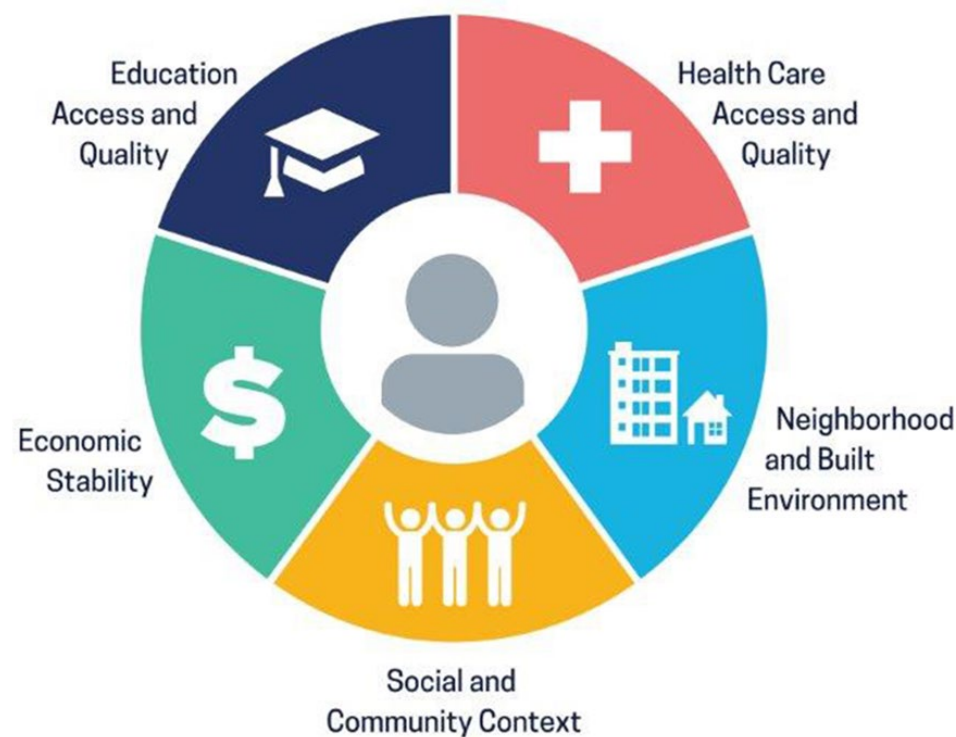 Education
Access and
Quality
Health Care
Access and
Quality
Economic
Stability
Neighborhood
and Built
Environment
Social and
Community Context